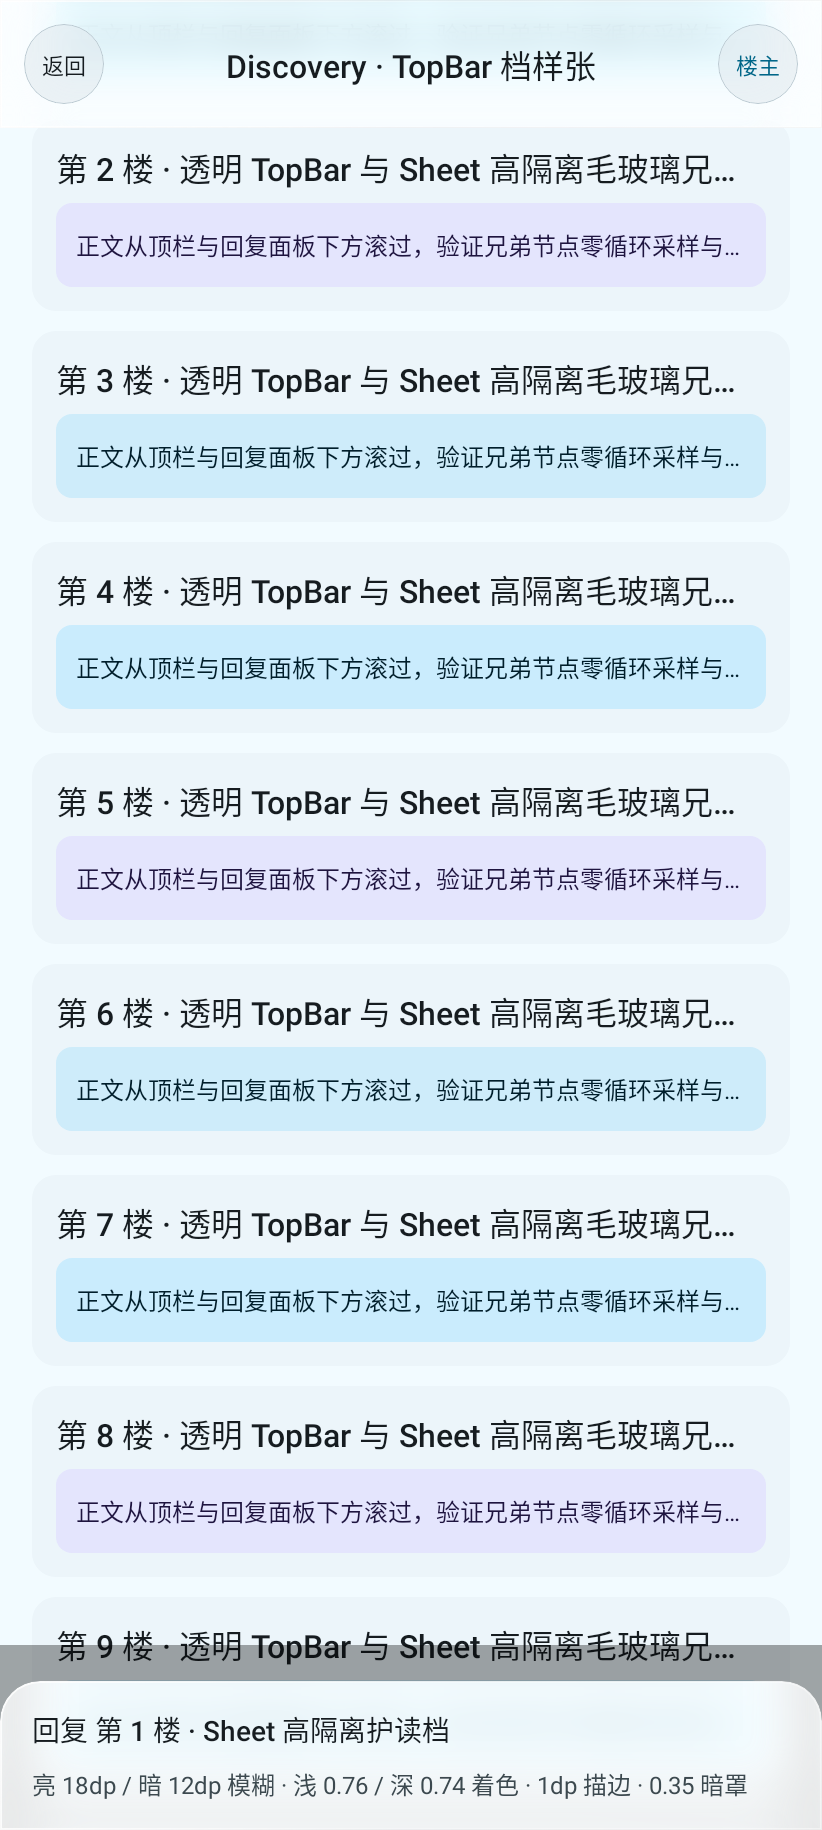 返回
Discovery · TopBar 档样张
楼主
第 2 楼 · 透明 TopBar 与 Sheet 高隔离毛玻璃兄...
正文从顶栏与回复面板下方滚过，验证兄弟节点零循环采样与...
第 3 楼 · 透明 TopBar 与 Sheet 高隔离毛玻璃兄...
正文从顶栏与回复面板下方滚过，验证兄弟节点零循环采样与...
第 4 楼 · 透明 TopBar 与 Sheet 高隔离毛玻璃兄...
正文从顶栏与回复面板下方滚过，验证兄弟节点零循环采样与...
第 5 楼 · 透明 TopBar 与 Sheet 高隔离毛玻璃兄...
正文从顶栏与回复面板下方滚过，验证兄弟节点零循环采样与...
第 6 楼 · 透明 TopBar 与 Sheet 高隔离毛玻璃兄...
正文从顶栏与回复面板下方滚过，验证兄弟节点零循环采样与...
第 7 楼 · 透明 TopBar 与 Sheet 高隔离毛玻璃兄...
正文从顶栏与回复面板下方滚过，验证兄弟节点零循环采样与...
第 8 楼 · 透明 TopBar 与 Sheet 高隔离毛玻璃兄...
正文从顶栏与回复面板下方滚过，验证兄弟节点零循环采样与...
第 9 楼 · 透明 TopBar 与 Sheet 高隔离毛玻璃兄...
回复 第 1 楼 · Sheet 高隔离护读档
亮 18dp / 暗 12dp 模糊 · 浅 0.76 / 深 0.74 着色 · 1dp 描边 · 0.35 暗罩